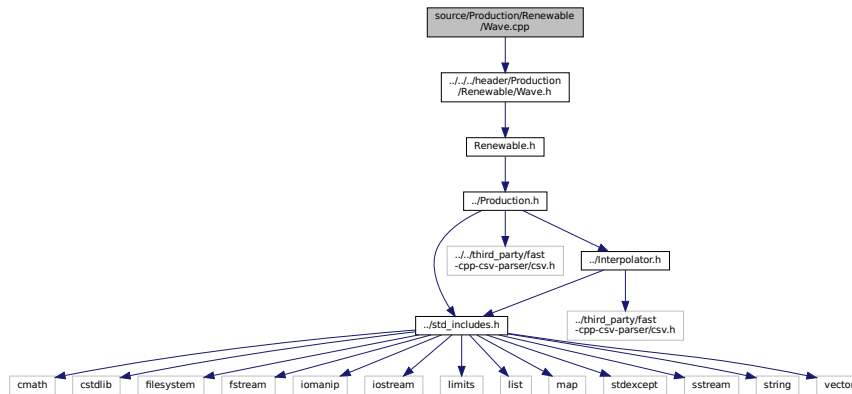 source/Production/Renewable
/Wave.cpp
../../../header/Production
/Renewable/Wave.h
Renewable.h
../Production.h
../../third_party/fast
-cpp-csv-parser/csv.h
../Interpolator.h
../third_party/fast
-cpp-csv-parser/csv.h
../std_includes.h
cmath
cstdlib
filesystem
fstream
iomanip
iostream
limits
list
map
stdexcept
sstream
string
vector